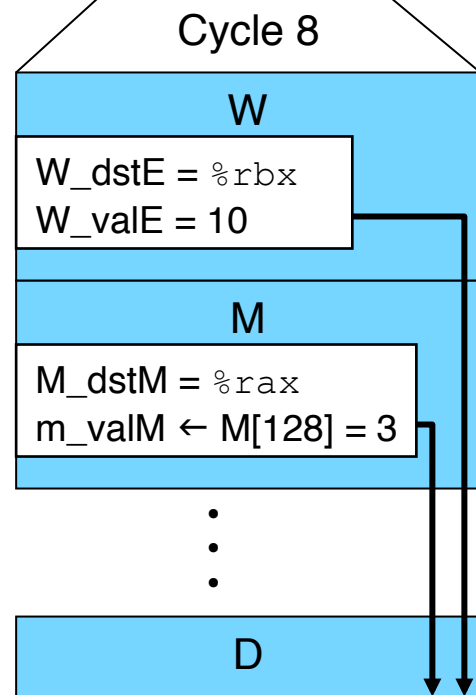 Cycle 8
W
W_dstE = %rbx
W_valE = 10
M
M_dstM = %rax
m_valM ← M[128] = 3
D